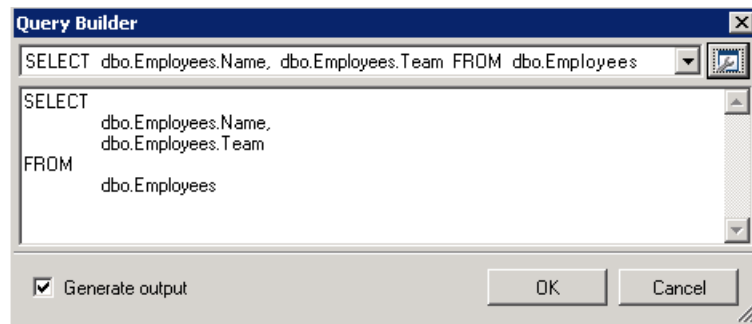 Query Builder
SELECT dbo.Employees.Name, dbo.Employees.Team FROM dbo.Employees
SELECT
dbo.Employees.Name,
dbo.Employees.Team
FROM
dbo.Employees
Generate output
OK
Cancel